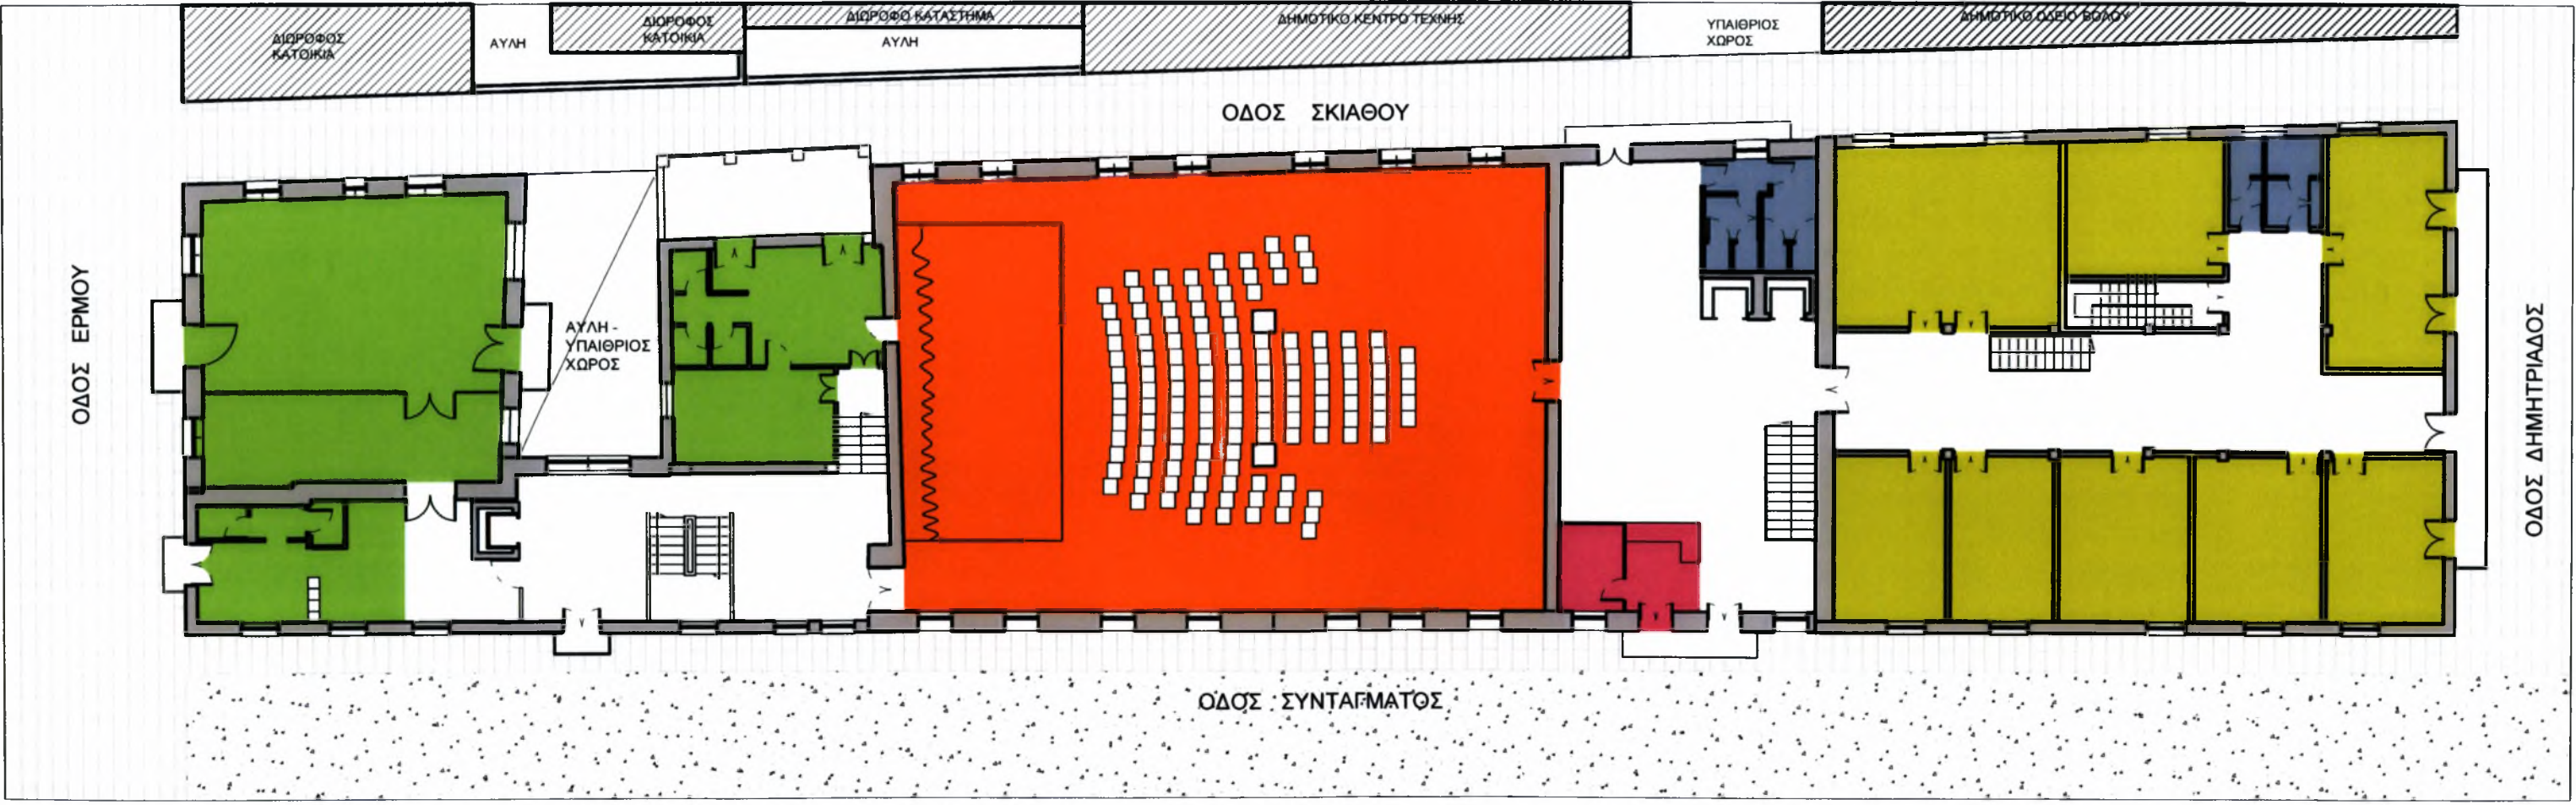 ΔΙΩΡΟΦΟΣ
ΚΑΤΟΙΚΙΑ
ΑΥΛΗ
ΔΙΟΡΟΦΟΣ
ΚΑΤΟΙΚΙΑ
ΔΙΩΡΟΦΟ ΚΑΤΑΣΤΗΜΑ
ΑΥΛΗ
ΔΗΜΟΤΙΚΟ ΚΕΝΤΡΟ ΤΕΧΝΗΣ
ΥΠΑΙΘΡΙΟΣ
ΧΩΡΟΣ
ΔΗΜΟΤΙΚΟ ΩΔΕΙΟ ΒΟΛΟΥ
ΟΔΟΣ ΣΚΙΑΘΟΥ
ΟΔΟΣ ΕΡΜΟΥ
ΑΥΛΗ -
ΥΠΑΙΘΡΙΟΣ
ΧΩΡΟΣ
ΟΔΟΣ ΔΗΜΗΤΡΙΑΔΟΣ
ΟΔΟΣ ΣΥΝΤΑΓΜΑΤΟΣ